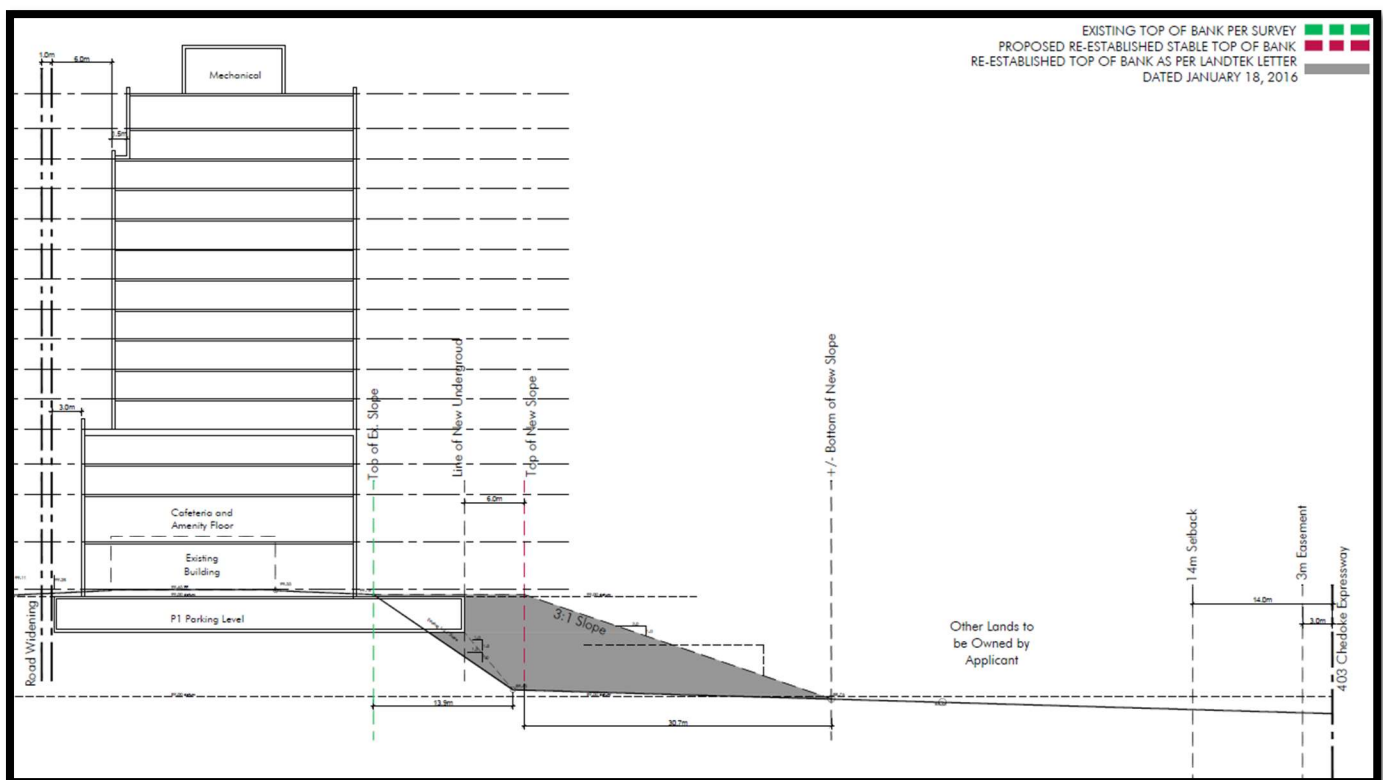 EXISTING TOP OF BANK PER SURVEY
PROPOSED RE-ESTABLISHED STABLE TOP OF BANK
RE-ESTABLISHED TOP OF BANK AS PER LANDTEK LETTER
DATED JANUARY 18, 2016
1.0m
6.0m
Mechanical
1.5m
3.0m
Top of Ex. Slope
Line of New Undergroud
Top of New Slope
+/- Bottom of New Slope
6.0m
Cafeteria and
Amenity Floor
Existing
Building
P1 Parking Level
Road Widening
3:1 Slope
13.9m
30.7m
Other Lands to
be Owned by
Applicant
14m Setback
3m Easement
14.0m
3.0m
403 Chedoke Expressway